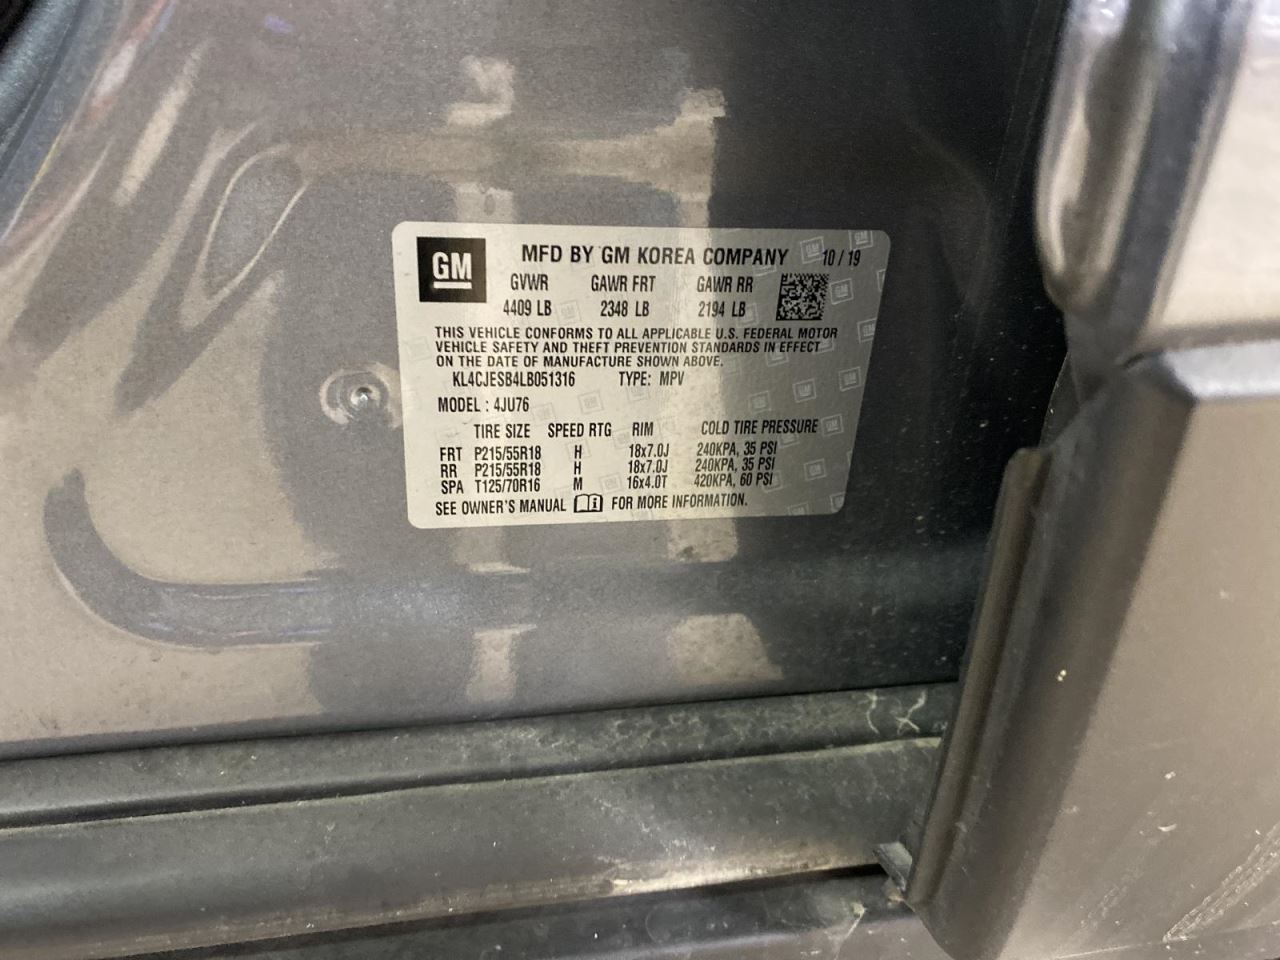 GM
MFD BY GM KOREA COMPANY 10 / 19
GVWR GAWR FRT GAWR RR
4409 LB 2348 LB 2194 LB
THIS VEHICLE CONFORMS TO ALL APPLICABLE U.S. FEDERAL MOTOR
VEHICLE SAFETY AND THEFT PREVENTION STANDARDS IN EFFECT
ON THE DATE OF MANUFACTURE SHOWN ABOVE.
KL4CJESB4LB051316 TYPE: MPV
MODEL : 4JU76
TIRE SIZE SPEED RTG RIM COLD TIRE PRESSURE
FRT P215/55R18 H 18x7.0J 240KPA, 35 PSI
RR P215/55R18 H 18x7.0J 240KPA, 35 PSI
SPA T125/70R16 M 16x4.0T 420KPA, 60 PSI
SEE OWNER'S MANUAL FOR MORE INFORMATION.